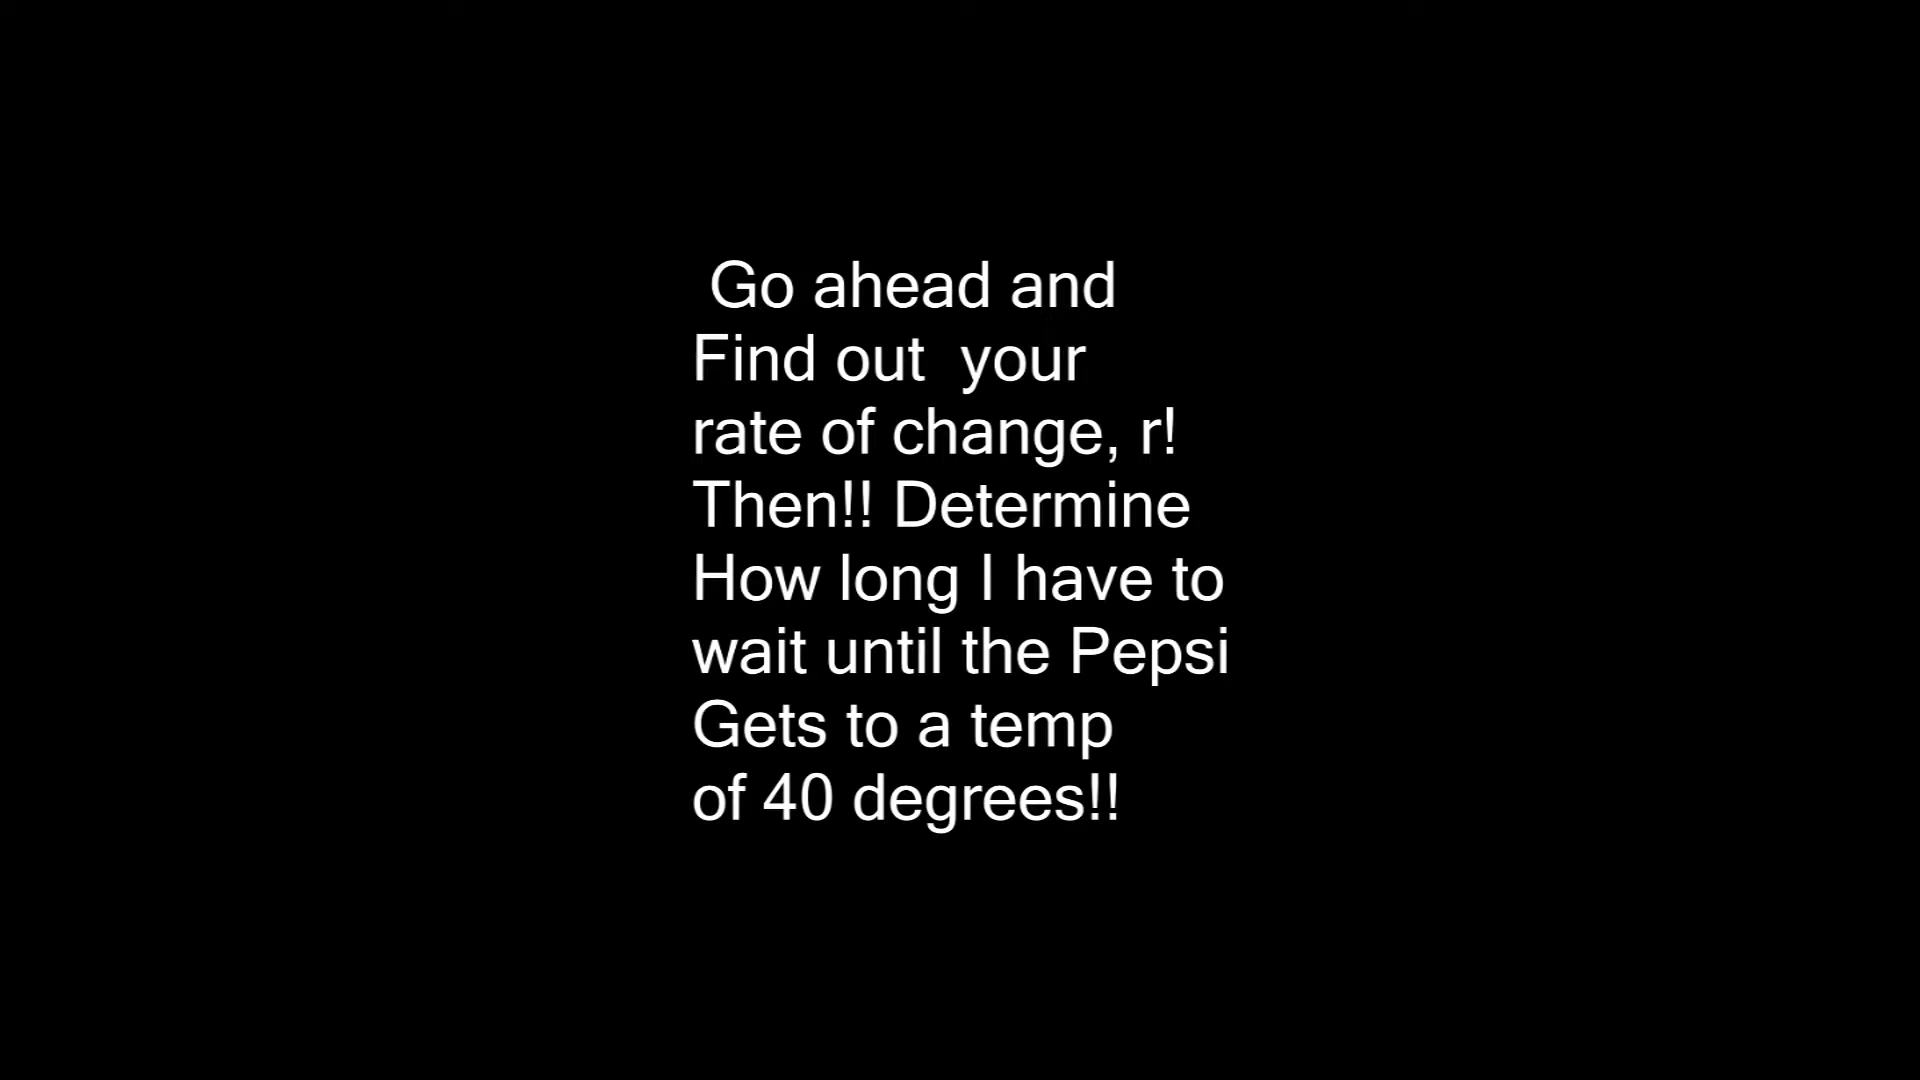 Go ahead and
Find out  your
rate of change, r!
Then!! Determine
How long I have to
wait until the Pepsi
Gets to a temp
of 40 degrees!!